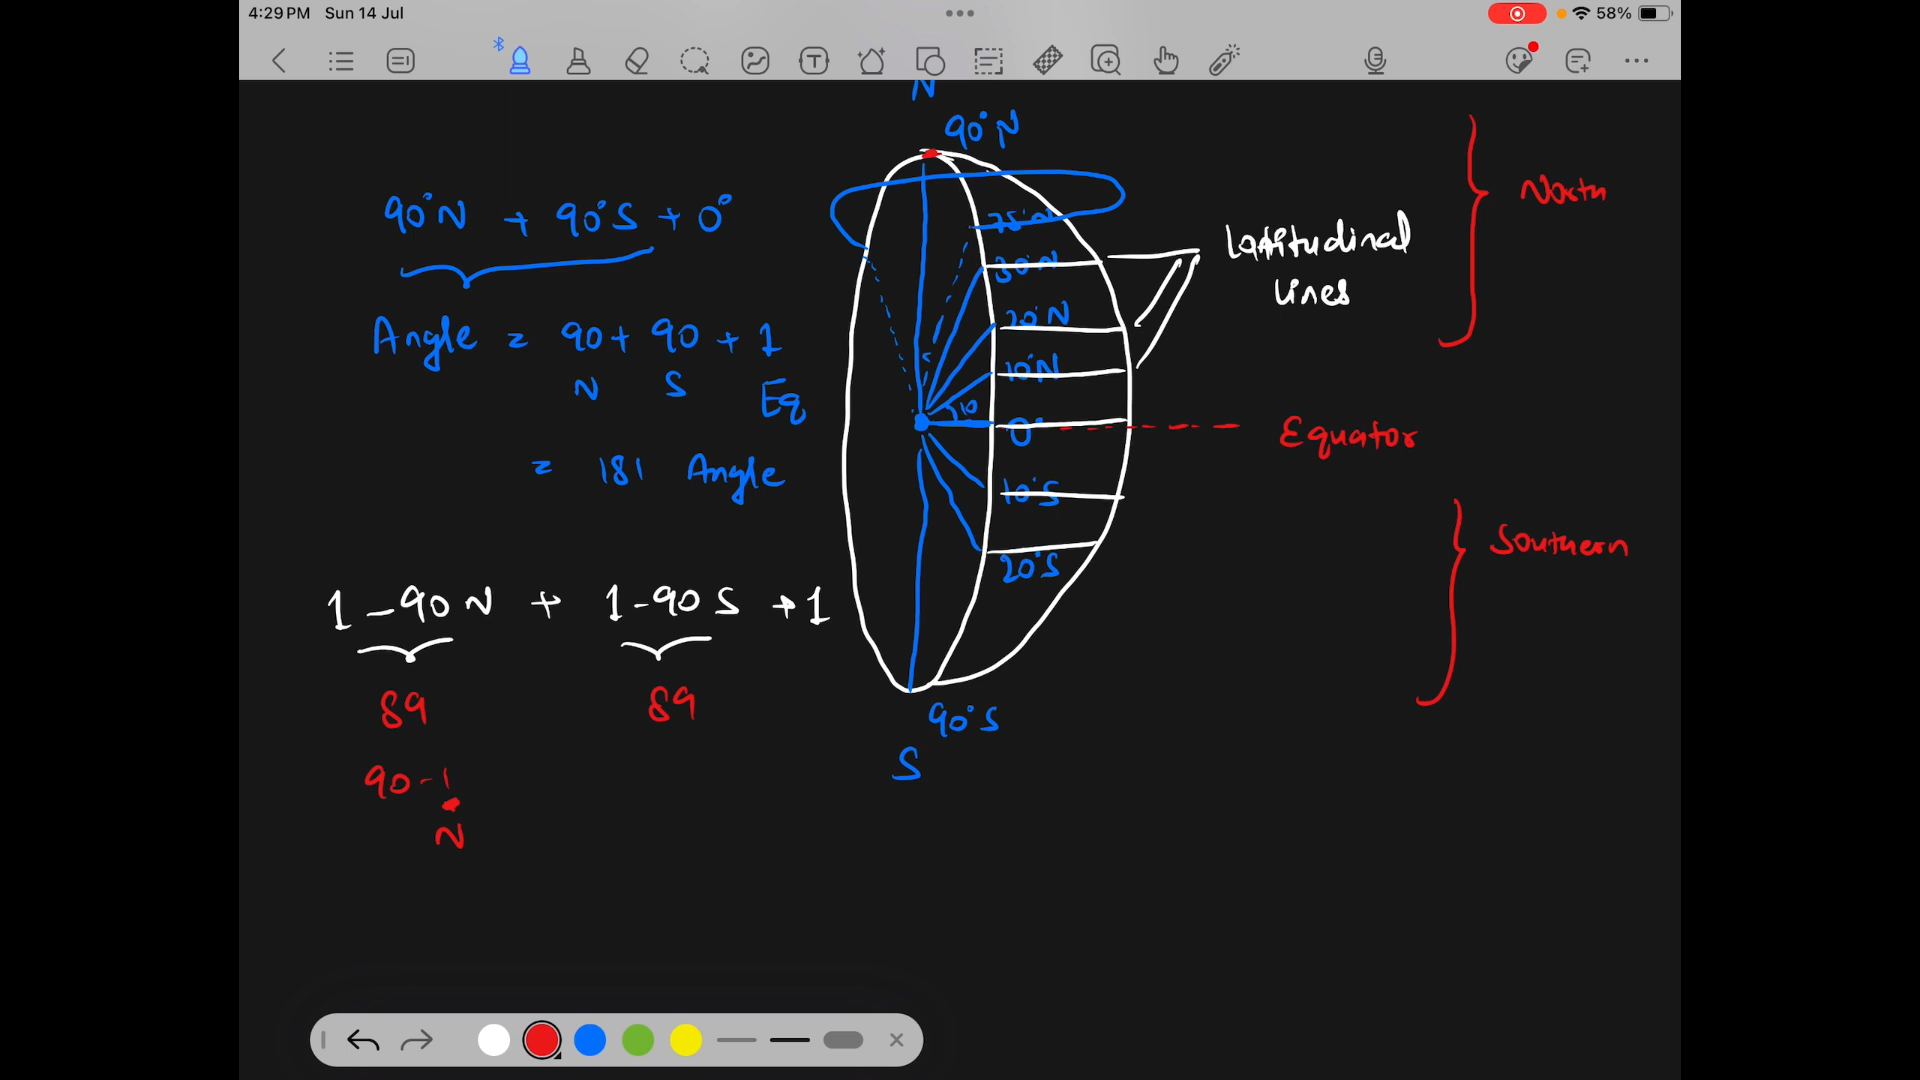 4:29 PM Sun 14 Jul
58%
N
90°N
90°N + 90°S + 0°
Angle = 90 + 90 + 1
N S Eq
= 181 Angle
1 - 90 N + 1 - 90 S + 1
89 89
90 - 1
N
75°N
30°N
20°N
10°N
10
0°
10°S
20°S
90°S
S
Latitudinal
lines
North
Equator
Southern